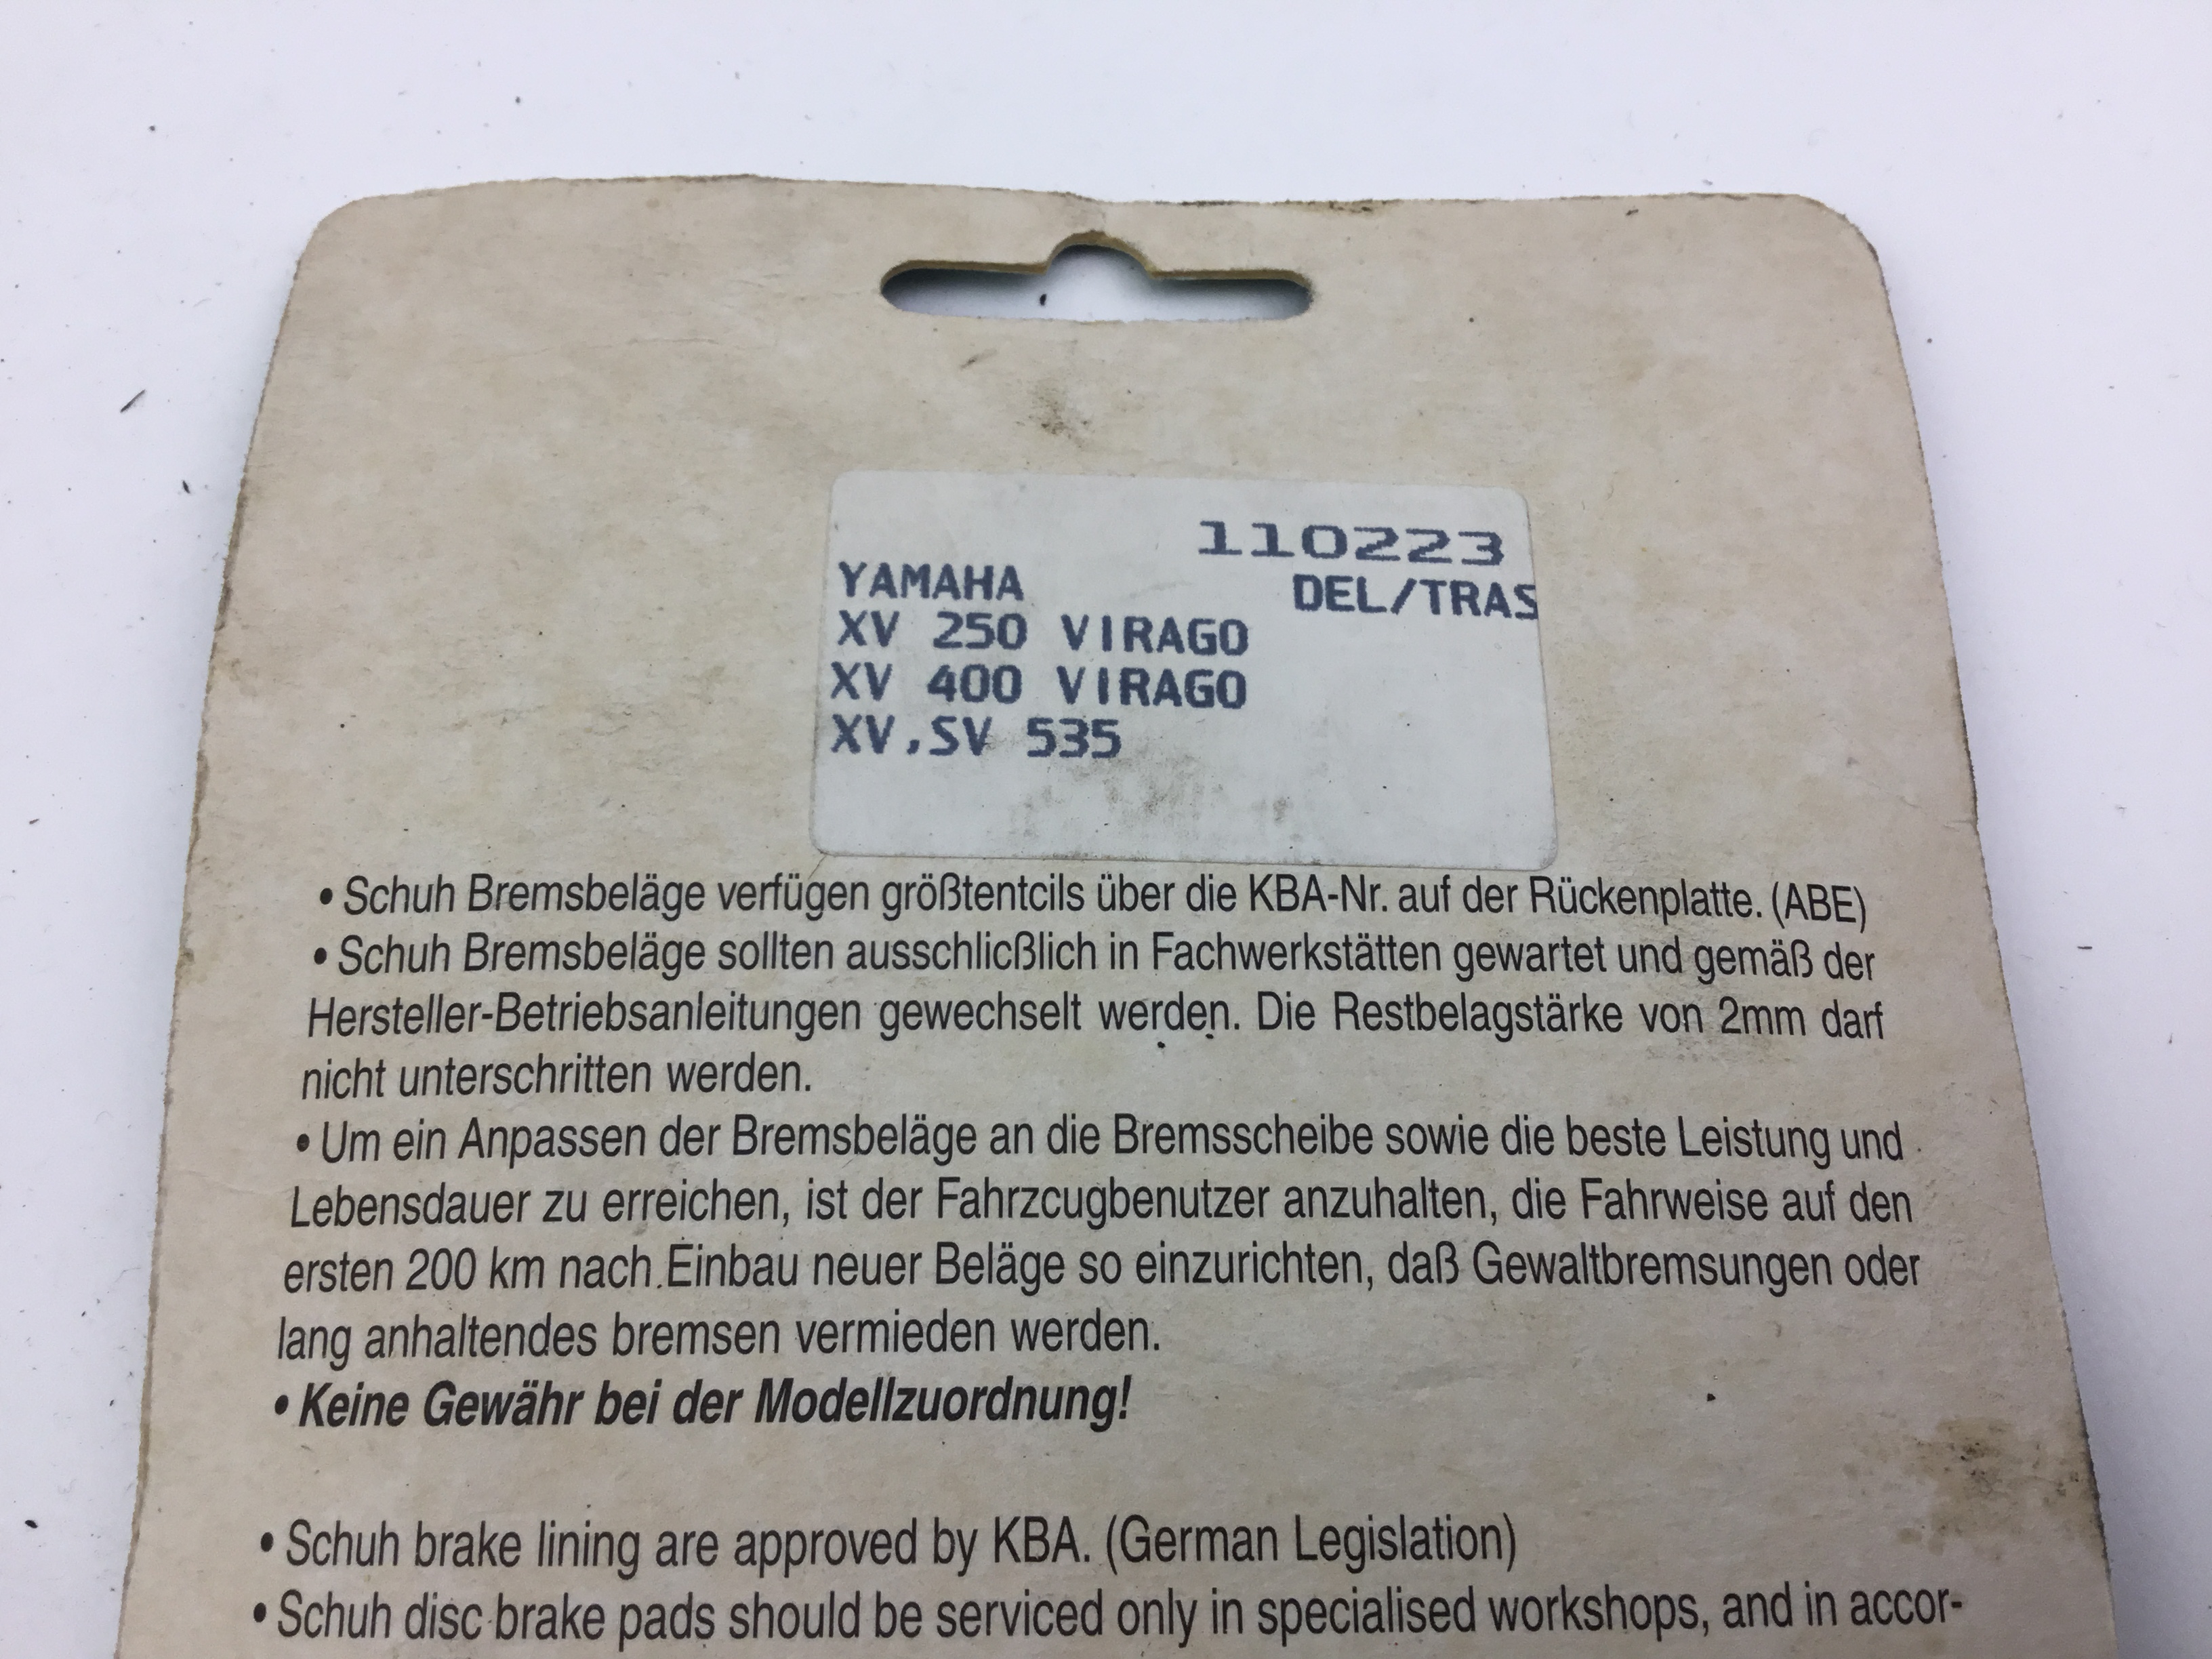 110223
YAMAHA DEL/TRAS
XV 250 VIRAGO
XV 400 VIRAGO
XV,SV 535
• Schuh Bremsbeläge verfügen größtentcils über die KBA-Nr. auf der Rückenplatte. (ABE)
• Schuh Bremsbeläge sollten ausschlicßlich in Fachwerkstätten gewartet und gemäß der
Hersteller-Betriebsanleitungen gewechselt werden. Die Restbelagstärke von 2mm darf
nicht unterschritten werden.
• Um ein Anpassen der Bremsbeläge an die Bremsscheibe sowie die beste Leistung und
Lebensdauer zu erreichen, ist der Fahrzcugbenutzer anzuhalten, die Fahrweise auf den
ersten 200 km nach Einbau neuer Beläge so einzurichten, daß Gewaltbremsungen oder
lang anhaltendes bremsen vermieden werden.
• Keine Gewähr bei der Modellzuordnung!
• Schuh brake lining are approved by KBA. (German Legislation)
• Schuh disc brake pads should be serviced only in specialised workshops, and in accor-